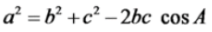 a² = b² + c² − 2bc cos A